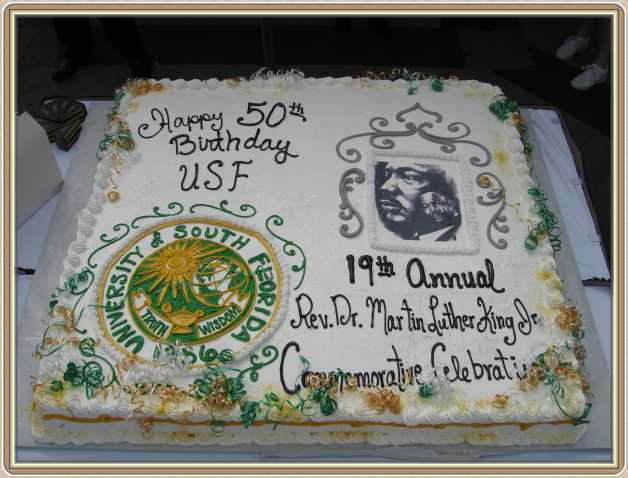 Happy 50th
Birthday
USF
UNIVERSITY of SOUTH FLORIDA
TRUTH WISDOM
1956
19th Annual
Rev. Dr. Martin Luther King Jr.
Commemorative Celebration